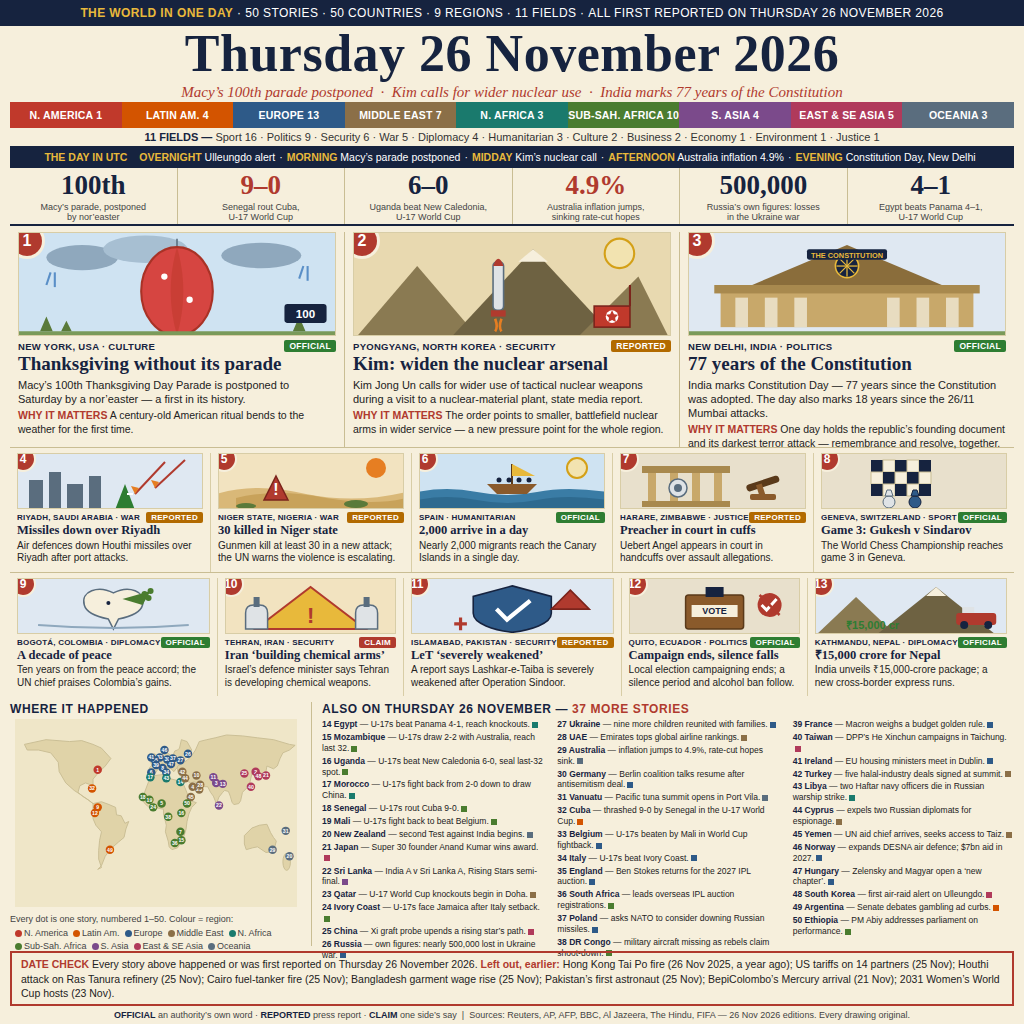 THE WORLD IN ONE DAY · 50 STORIES · 50 COUNTRIES · 9 REGIONS · 11 FIELDS · ALL FIRST REPORTED ON THURSDAY 26 NOVEMBER 2026
Thursday 26 November 2026
Macy's 100th parade postponed · Kim calls for wider nuclear use · India marks 77 years of the Constitution
N. AMERICA 1
LATIN AM. 4
EUROPE 13
MIDDLE EAST 7
N. AFRICA 3
SUB-SAH. AFRICA 10
S. ASIA 4
EAST & SE ASIA 5
OCEANIA 3
11 FIELDS — Sport 16 · Politics 9 · Security 6 · War 5 · Diplomacy 4 · Humanitarian 3 · Culture 2 · Business 2 · Economy 1 · Environment 1 · Justice 1
THE DAY IN UTC OVERNIGHT Ulleungdo alert · MORNING Macy's parade postponed · MIDDAY Kim's nuclear call · AFTERNOON Australia inflation 4.9% · EVENING Constitution Day, New Delhi
100th
Macy's parade, postponed
by nor'easter
9–0
Senegal rout Cuba,
U-17 World Cup
6–0
Uganda beat New Caledonia,
U-17 World Cup
4.9%
Australia inflation jumps,
sinking rate-cut hopes
500,000
Russia's own figures: losses
in the Ukraine war
4–1
Egypt beats Panama 4–1,
U-17 World Cup
1
100
NEW YORK, USA · CULTURE
OFFICIAL
Thanksgiving without its parade
Macy's 100th Thanksgiving Day Parade is postponed to
Saturday by a nor'easter — a first in its history.
WHY IT MATTERS A century-old American ritual bends to the
weather for the first time.
2
PYONGYANG, NORTH KOREA · SECURITY
REPORTED
Kim: widen the nuclear arsenal
Kim Jong Un calls for wider use of tactical nuclear weapons
during a visit to a nuclear-material plant, state media report.
WHY IT MATTERS The order points to smaller, battlefield nuclear
arms in wider service — a new pressure point for the whole region.
3
THE CONSTITUTION
NEW DELHI, INDIA · POLITICS
OFFICIAL
77 years of the Constitution
India marks Constitution Day — 77 years since the Constitution
was adopted. The day also marks 18 years since the 26/11
Mumbai attacks.
WHY IT MATTERS One day holds the republic's founding document
and its darkest terror attack — remembrance and resolve, together.
4
RIYADH, SAUDI ARABIA · WAR
REPORTED
Missiles down over Riyadh
Air defences down Houthi missiles over
Riyadh after port attacks.
5
!
NIGER STATE, NIGERIA · WAR
REPORTED
30 killed in Niger state
Gunmen kill at least 30 in a new attack;
the UN warns the violence is escalating.
6
SPAIN · HUMANITARIAN
OFFICIAL
2,000 arrive in a day
Nearly 2,000 migrants reach the Canary
Islands in a single day.
7
HARARE, ZIMBABWE · JUSTICE
REPORTED
Preacher in court in cuffs
Uebert Angel appears in court in
handcuffs over assault allegations.
8
GENEVA, SWITZERLAND · SPORT
OFFICIAL
Game 3: Gukesh v Sindarov
The World Chess Championship reaches
game 3 in Geneva.
9
BOGOTÁ, COLOMBIA · DIPLOMACY
OFFICIAL
A decade of peace
Ten years on from the peace accord; the
UN chief praises Colombia's gains.
10
!
TEHRAN, IRAN · SECURITY
CLAIM
Iran 'building chemical arms'
Israel's defence minister says Tehran
is developing chemical weapons.
11
ISLAMABAD, PAKISTAN · SECURITY
REPORTED
LeT 'severely weakened'
A report says Lashkar-e-Taiba is severely
weakened after Operation Sindoor.
12
VOTE
QUITO, ECUADOR · POLITICS
OFFICIAL
Campaign ends, silence falls
Local election campaigning ends; a
silence period and alcohol ban follow.
13
₹15,000
KATHMANDU, NEPAL · DIPLOMACY
OFFICIAL
₹15,000 crore for Nepal
India unveils ₹15,000-crore package; a
new cross-border express runs.
WHERE IT HAPPENED
Every dot is one story, numbered 1–50. Colour = region:
N. America Latin Am. Europe Middle East N. Africa
Sub-Sah. Africa S. Asia East & SE Asia Oceania
ALSO ON THURSDAY 26 NOVEMBER — 37 MORE STORIES
14 Egypt — U-17s beat Panama 4-1, reach knockouts.
15 Mozambique — U-17s draw 2-2 with Australia, reach
last 32.
16 Uganda — U-17s beat New Caledonia 6-0, seal last-32
spot.
17 Morocco — U-17s fight back from 2-0 down to draw
China.
18 Senegal — U-17s rout Cuba 9-0.
19 Mali — U-17s fight back to beat Belgium.
20 New Zealand — second Test against India begins.
21 Japan — Super 30 founder Anand Kumar wins award.
22 Sri Lanka — India A v Sri Lanka A, Rising Stars semi-
final.
23 Qatar — U-17 World Cup knockouts begin in Doha.
24 Ivory Coast — U-17s face Jamaica after Italy setback.
25 China — Xi graft probe upends a rising star's path.
26 Russia — own figures: nearly 500,000 lost in Ukraine
war.
27 Ukraine — nine more children reunited with families.
28 UAE — Emirates tops global airline rankings.
29 Australia — inflation jumps to 4.9%, rate-cut hopes
sink.
30 Germany — Berlin coalition talks resume after
antisemitism deal.
31 Vanuatu — Pacific tuna summit opens in Port Vila.
32 Cuba — thrashed 9-0 by Senegal in the U-17 World
Cup.
33 Belgium — U-17s beaten by Mali in World Cup
fightback.
34 Italy — U-17s beat Ivory Coast.
35 England — Ben Stokes returns for the 2027 IPL
auction.
36 South Africa — leads overseas IPL auction
registrations.
37 Poland — asks NATO to consider downing Russian
missiles.
38 DR Congo — military aircraft missing as rebels claim
shoot-down.
39 France — Macron weighs a budget golden rule.
40 Taiwan — DPP's He Xinchun campaigns in Taichung.
41 Ireland — EU housing ministers meet in Dublin.
42 Turkey — five halal-industry deals signed at summit.
43 Libya — two Haftar navy officers die in Russian
warship strike.
44 Cyprus — expels two Russian diplomats for
espionage.
45 Yemen — UN aid chief arrives, seeks access to Taiz.
46 Norway — expands DESNA air defence; $7bn aid in
2027.
47 Hungary — Zelensky and Magyar open a 'new
chapter'.
48 South Korea — first air-raid alert on Ulleungdo.
49 Argentina — Senate debates gambling ad curbs.
50 Ethiopia — PM Abiy addresses parliament on
performance.
DATE CHECK Every story above happened or was first reported on Thursday 26 November 2026. Left out, earlier: Hong Kong Tai Po fire (26 Nov 2025, a year ago); US tariffs on 14 partners (25 Nov); Houthi
attack on Ras Tanura refinery (25 Nov); Cairo fuel-tanker fire (25 Nov); Bangladesh garment wage rise (25 Nov); Pakistan's first astronaut (25 Nov); BepiColombo's Mercury arrival (21 Nov); 2031 Women's World
Cup hosts (23 Nov).
OFFICIAL an authority's own word · REPORTED press report · CLAIM one side's say | Sources: Reuters, AP, AFP, BBC, Al Jazeera, The Hindu, FIFA — 26 Nov 2026 editions. Every drawing original.